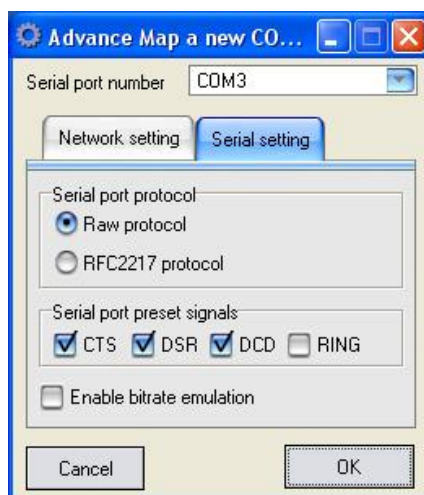 Advance Map a new CO...
Serial port number COM3
Network setting Serial setting
Serial port protocol
Raw protocol
RFC2217 protocol
Serial port preset signals
CTS DSR DCD RING
Enable bitrate emulation
Cancel OK